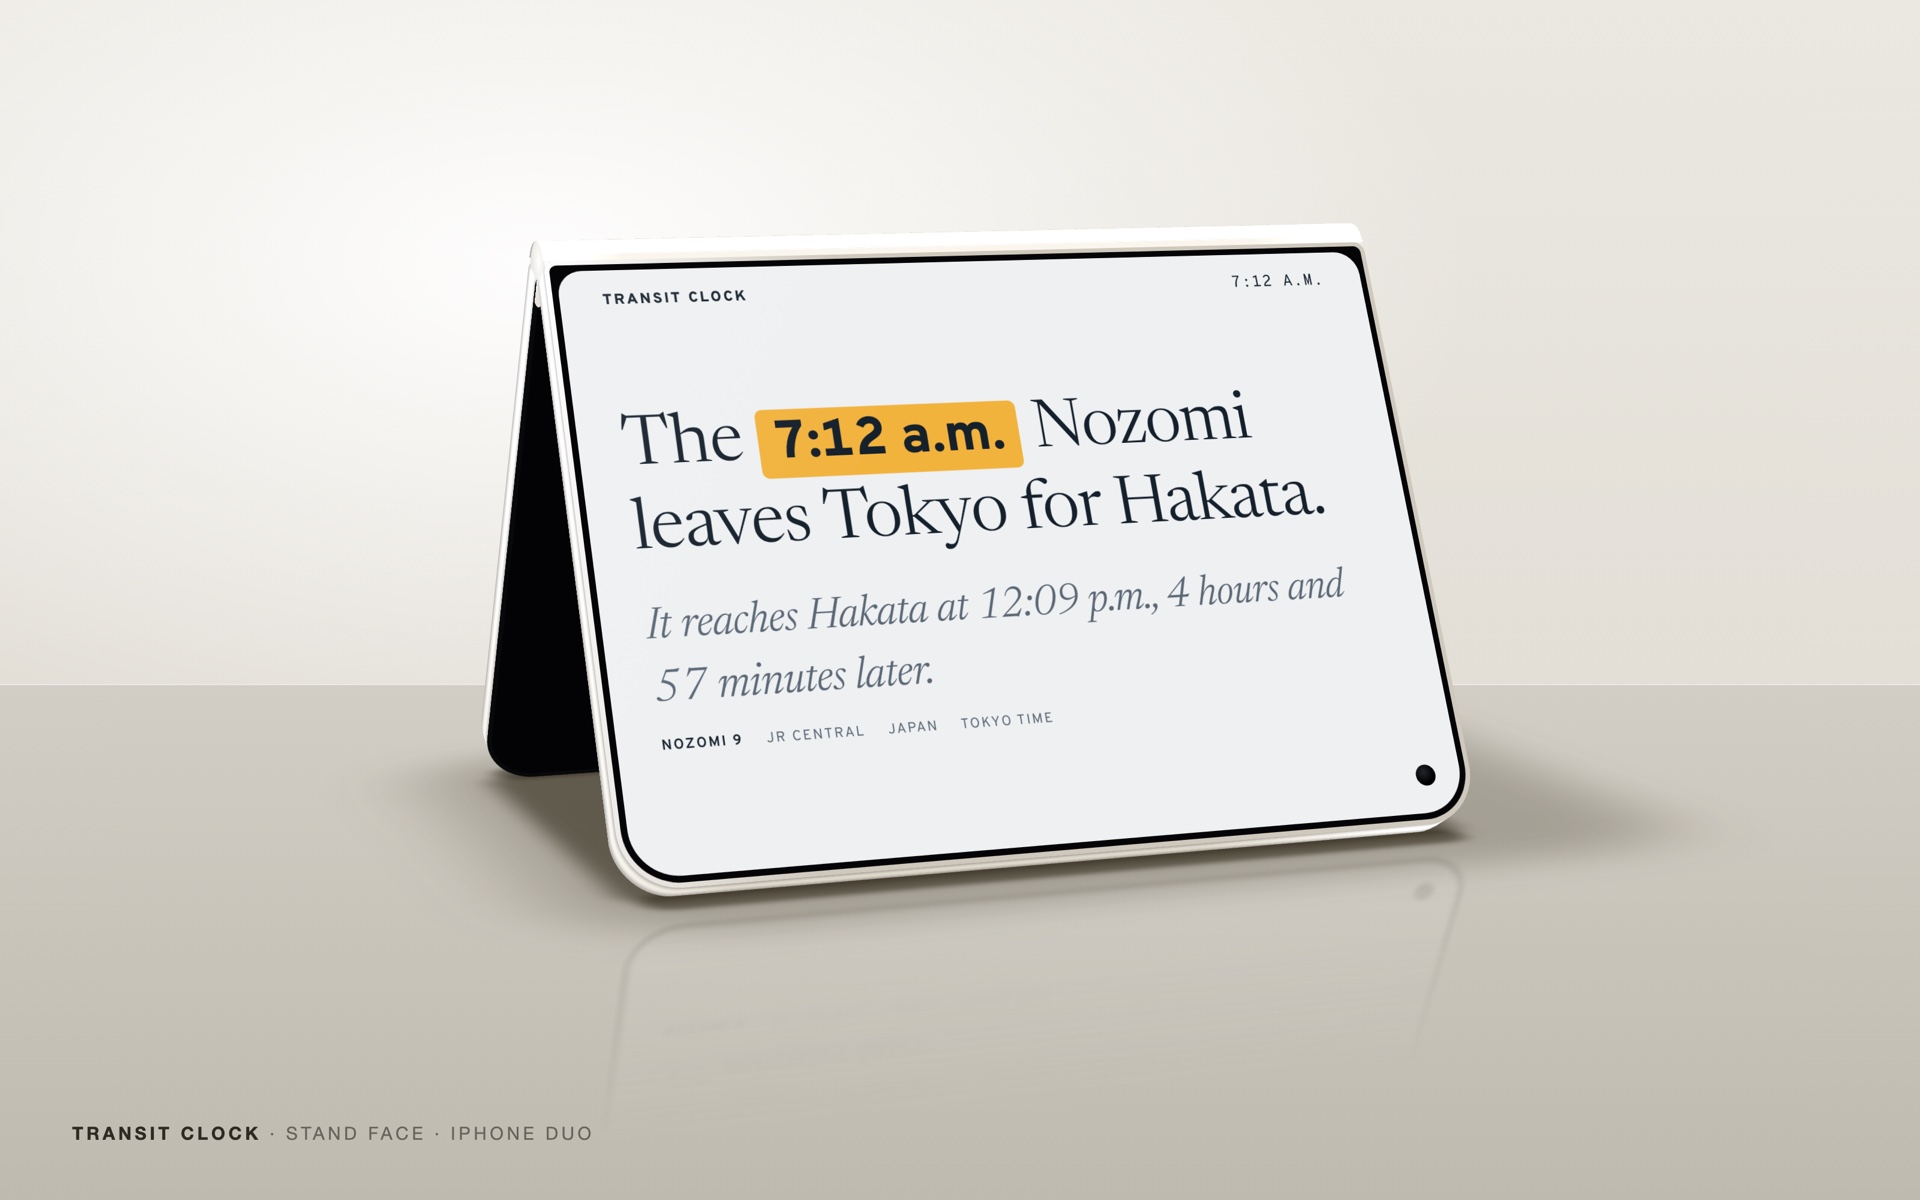 TRANSIT CLOCK
7:12 A.M.
The 7:12 a.m. Nozomi
leaves Tokyo for Hakata.
It reaches Hakata at 12:09 p.m., 4 hours and
57 minutes later.
NOZOMI 9 JR CENTRAL JAPAN TOKYO TIME
TRANSIT CLOCK · STAND FACE · IPHONE DUO